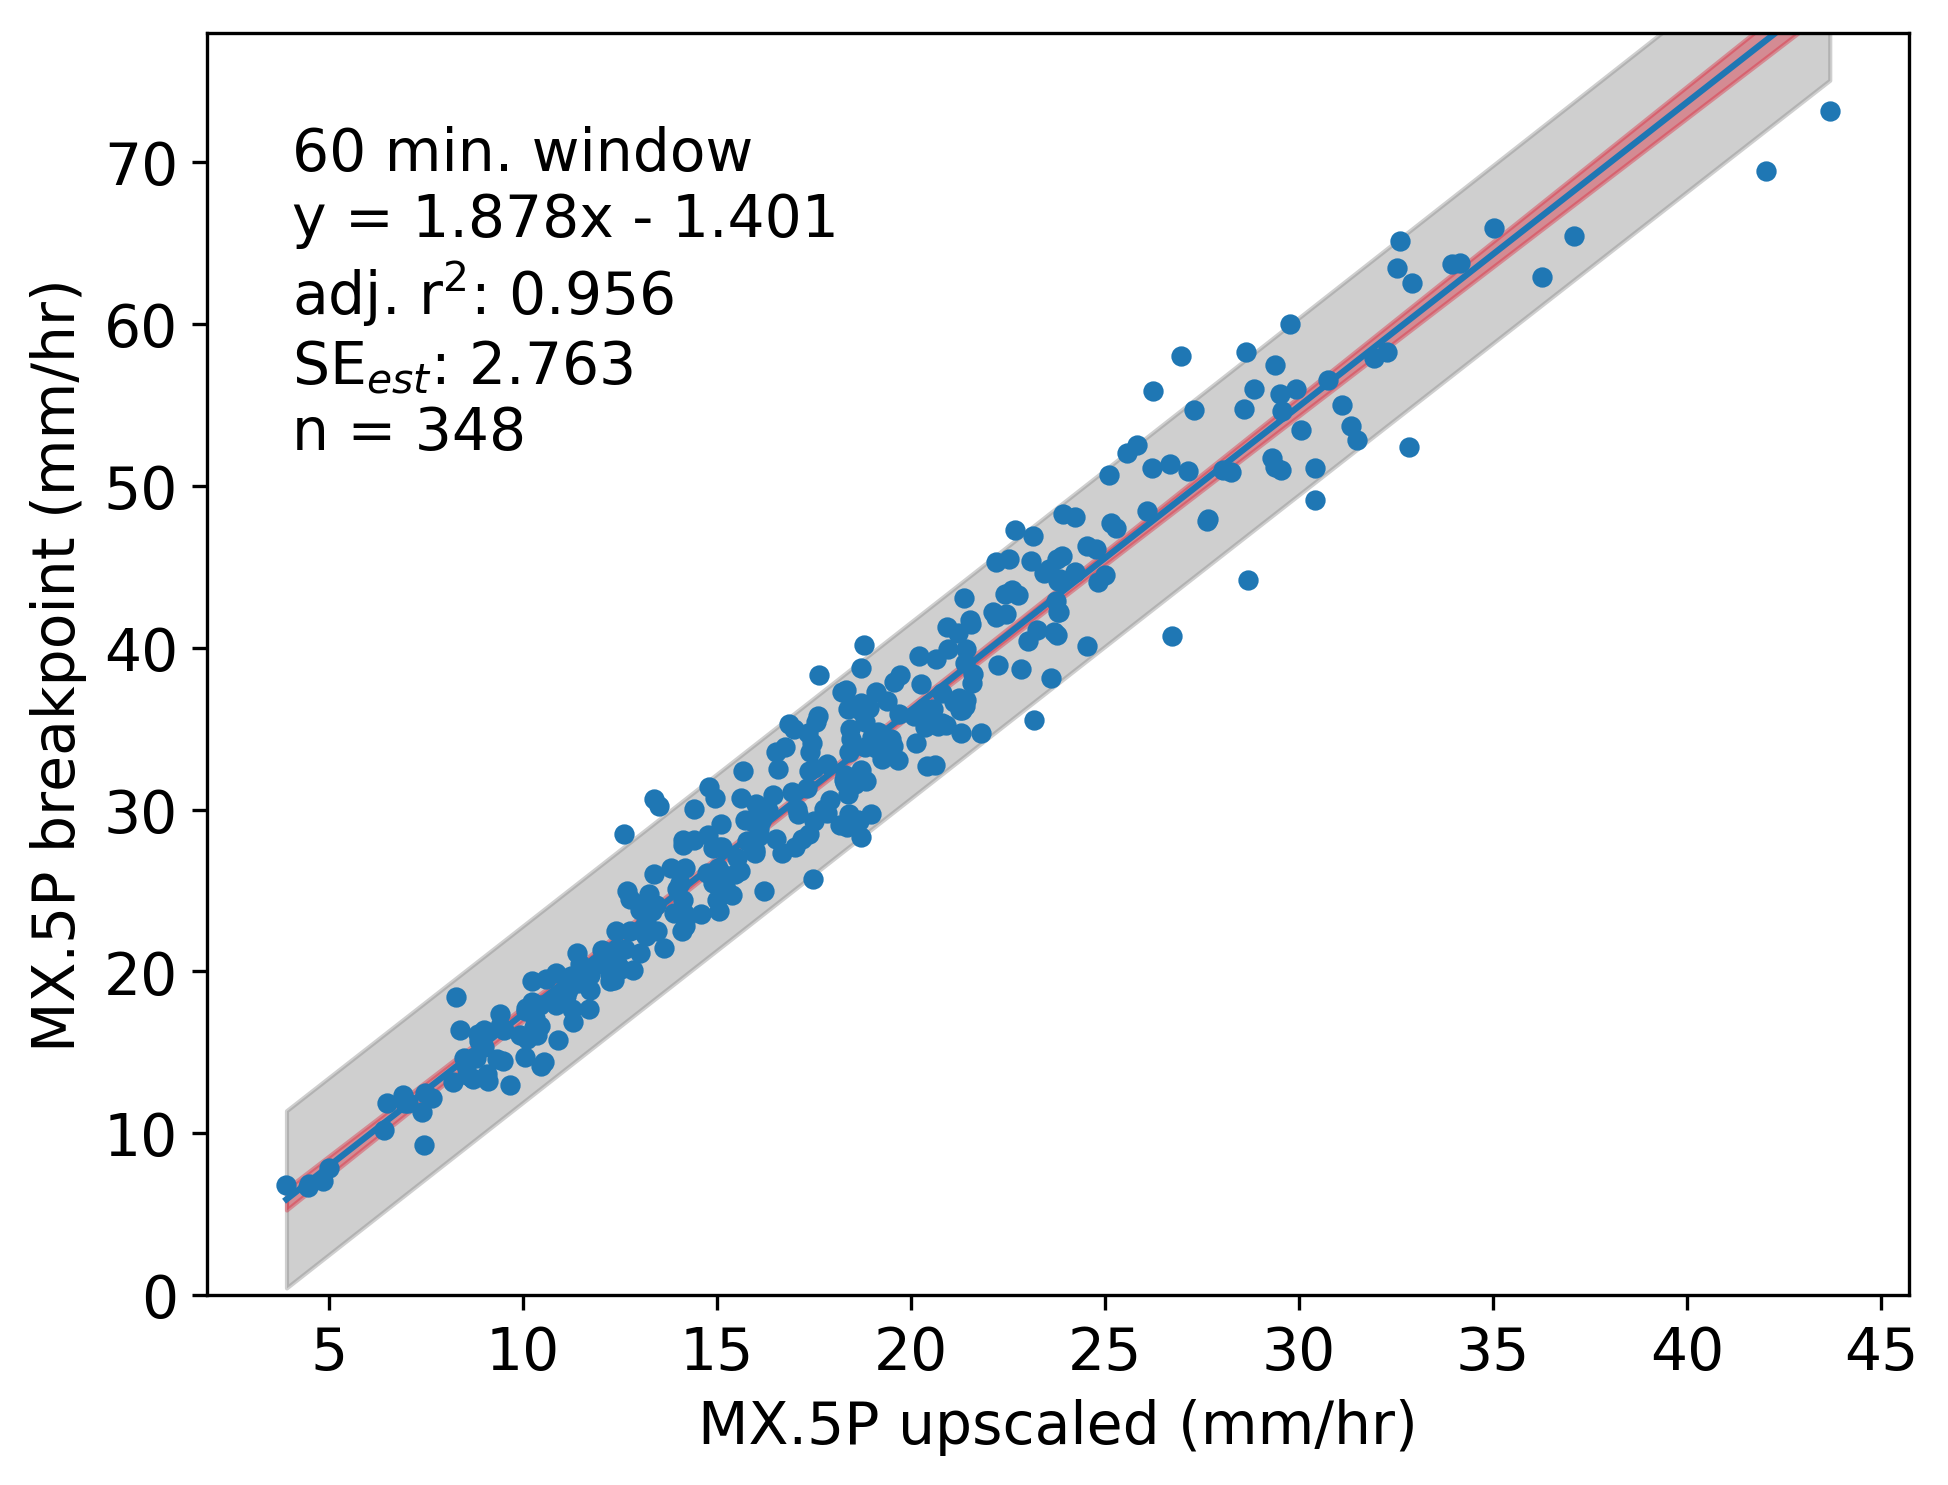 60 min. window
y = 1.878x - 1.401
adj. r²: 0.956
SE_est: 2.763
n = 348
MX.5P breakpoint (mm/hr)
70
60
50
40
30
20
10
0
5 10 15 20 25 30 35 40 45
MX.5P upscaled (mm/hr)